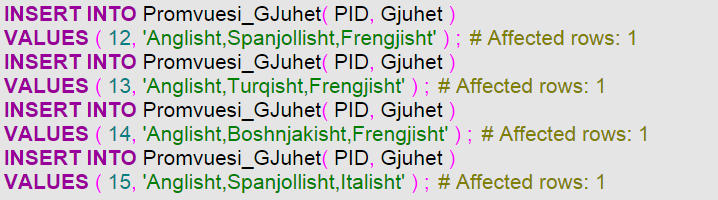 INSERT INTO Promvuesi_GJuhet( PID, Gjuhet )
VALUES ( 12, 'Anglisht,Spanjollisht,Frengjisht' ) ; # Affected rows: 1
INSERT INTO Promvuesi_GJuhet( PID, Gjuhet )
VALUES ( 13, 'Anglisht,Turqisht,Frengjisht' ) ; # Affected rows: 1
INSERT INTO Promvuesi_GJuhet( PID, Gjuhet )
VALUES ( 14, 'Anglisht,Boshnjakisht,Frengjisht' ) ; # Affected rows: 1
INSERT INTO Promvuesi_GJuhet( PID, Gjuhet )
VALUES ( 15, 'Anglisht,Spanjollisht,Italisht' ) ; # Affected rows: 1